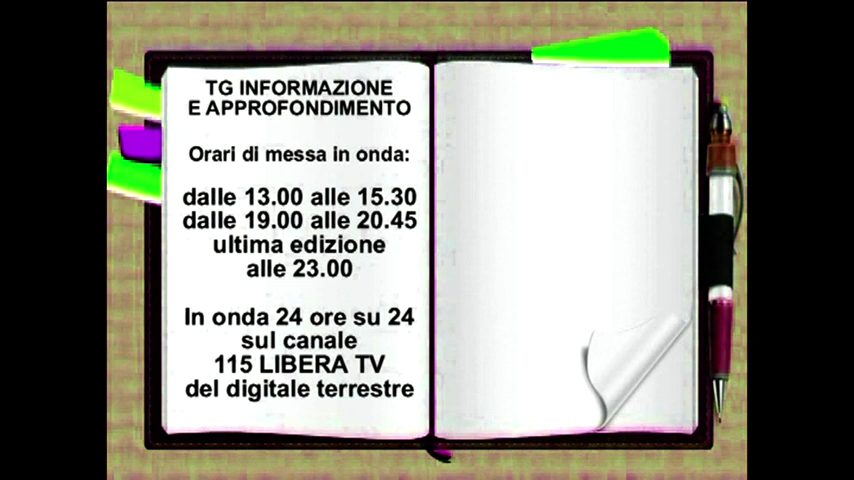 TG INFORMAZIONE
E APPROFONDIMENTO
Orari di messa in onda:
dalle 13.00 alle 15.30
dalle 19.00 alle 20.45
ultima edizione
alle 23.00
In onda 24 ore su 24
sul canale
115 LIBERA TV
del digitale terrestre